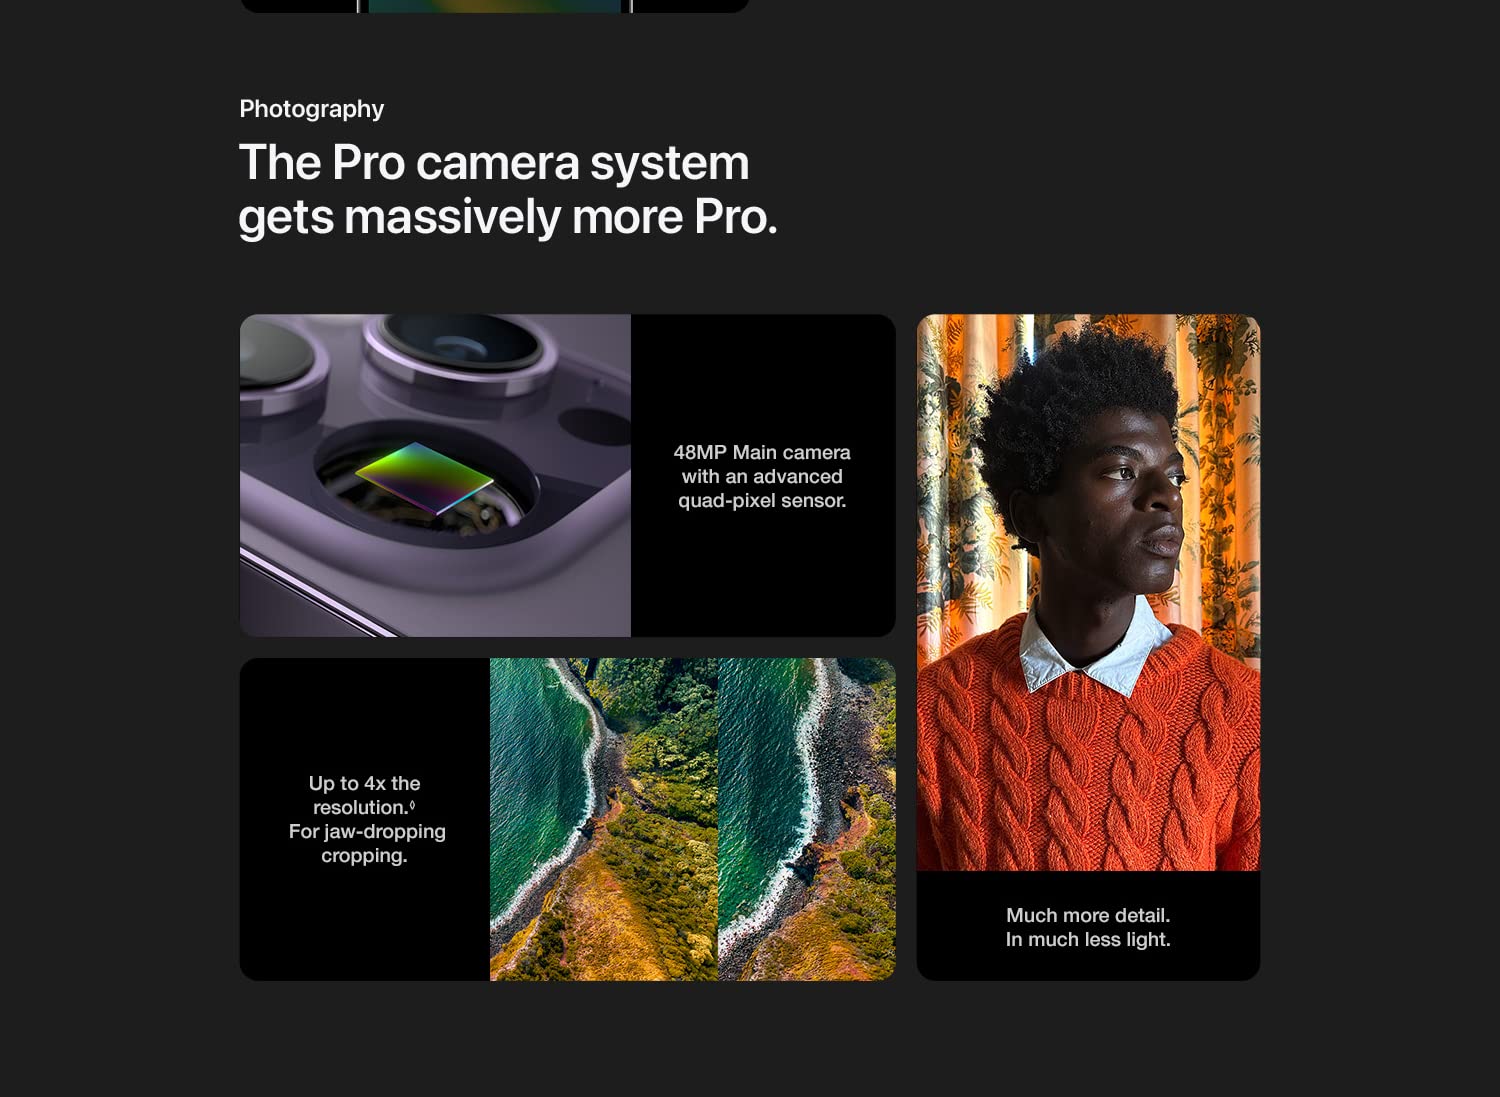 Photography
The Pro camera system
gets massively more Pro.
48MP Main camera
with an advanced
quad-pixel sensor.
Up to 4x the
resolution.◊
For jaw-dropping
cropping.
Much more detail.
In much less light.